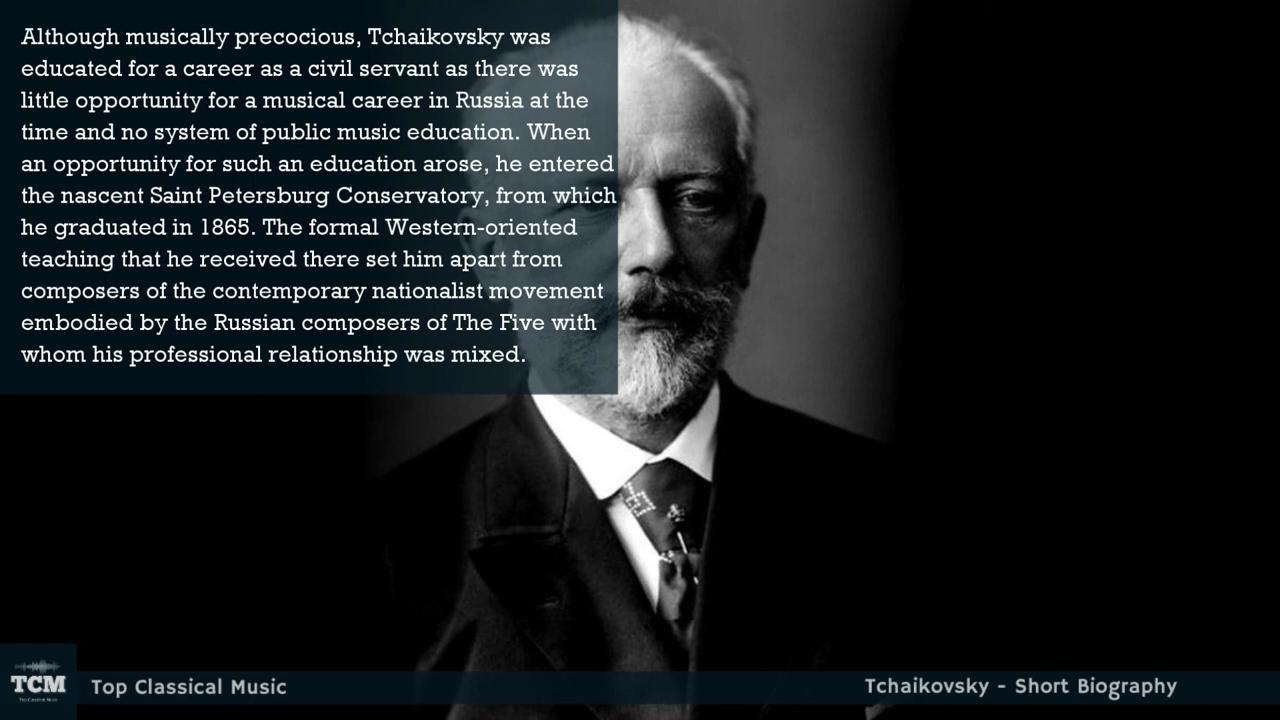 Although musically precocious, Tchaikovsky was
educated for a career as a civil servant as there was
little opportunity for a musical career in Russia at the
time and no system of public music education. When
an opportunity for such an education arose, he entered
the nascent Saint Petersburg Conservatory, from which
he graduated in 1865. The formal Western-oriented
teaching that he received there set him apart from
composers of the contemporary nationalist movement
embodied by the Russian composers of The Five with
whom his professional relationship was mixed.
TCM
Top Classical Music
Top Classical Music
Tchaikovsky - Short Biography